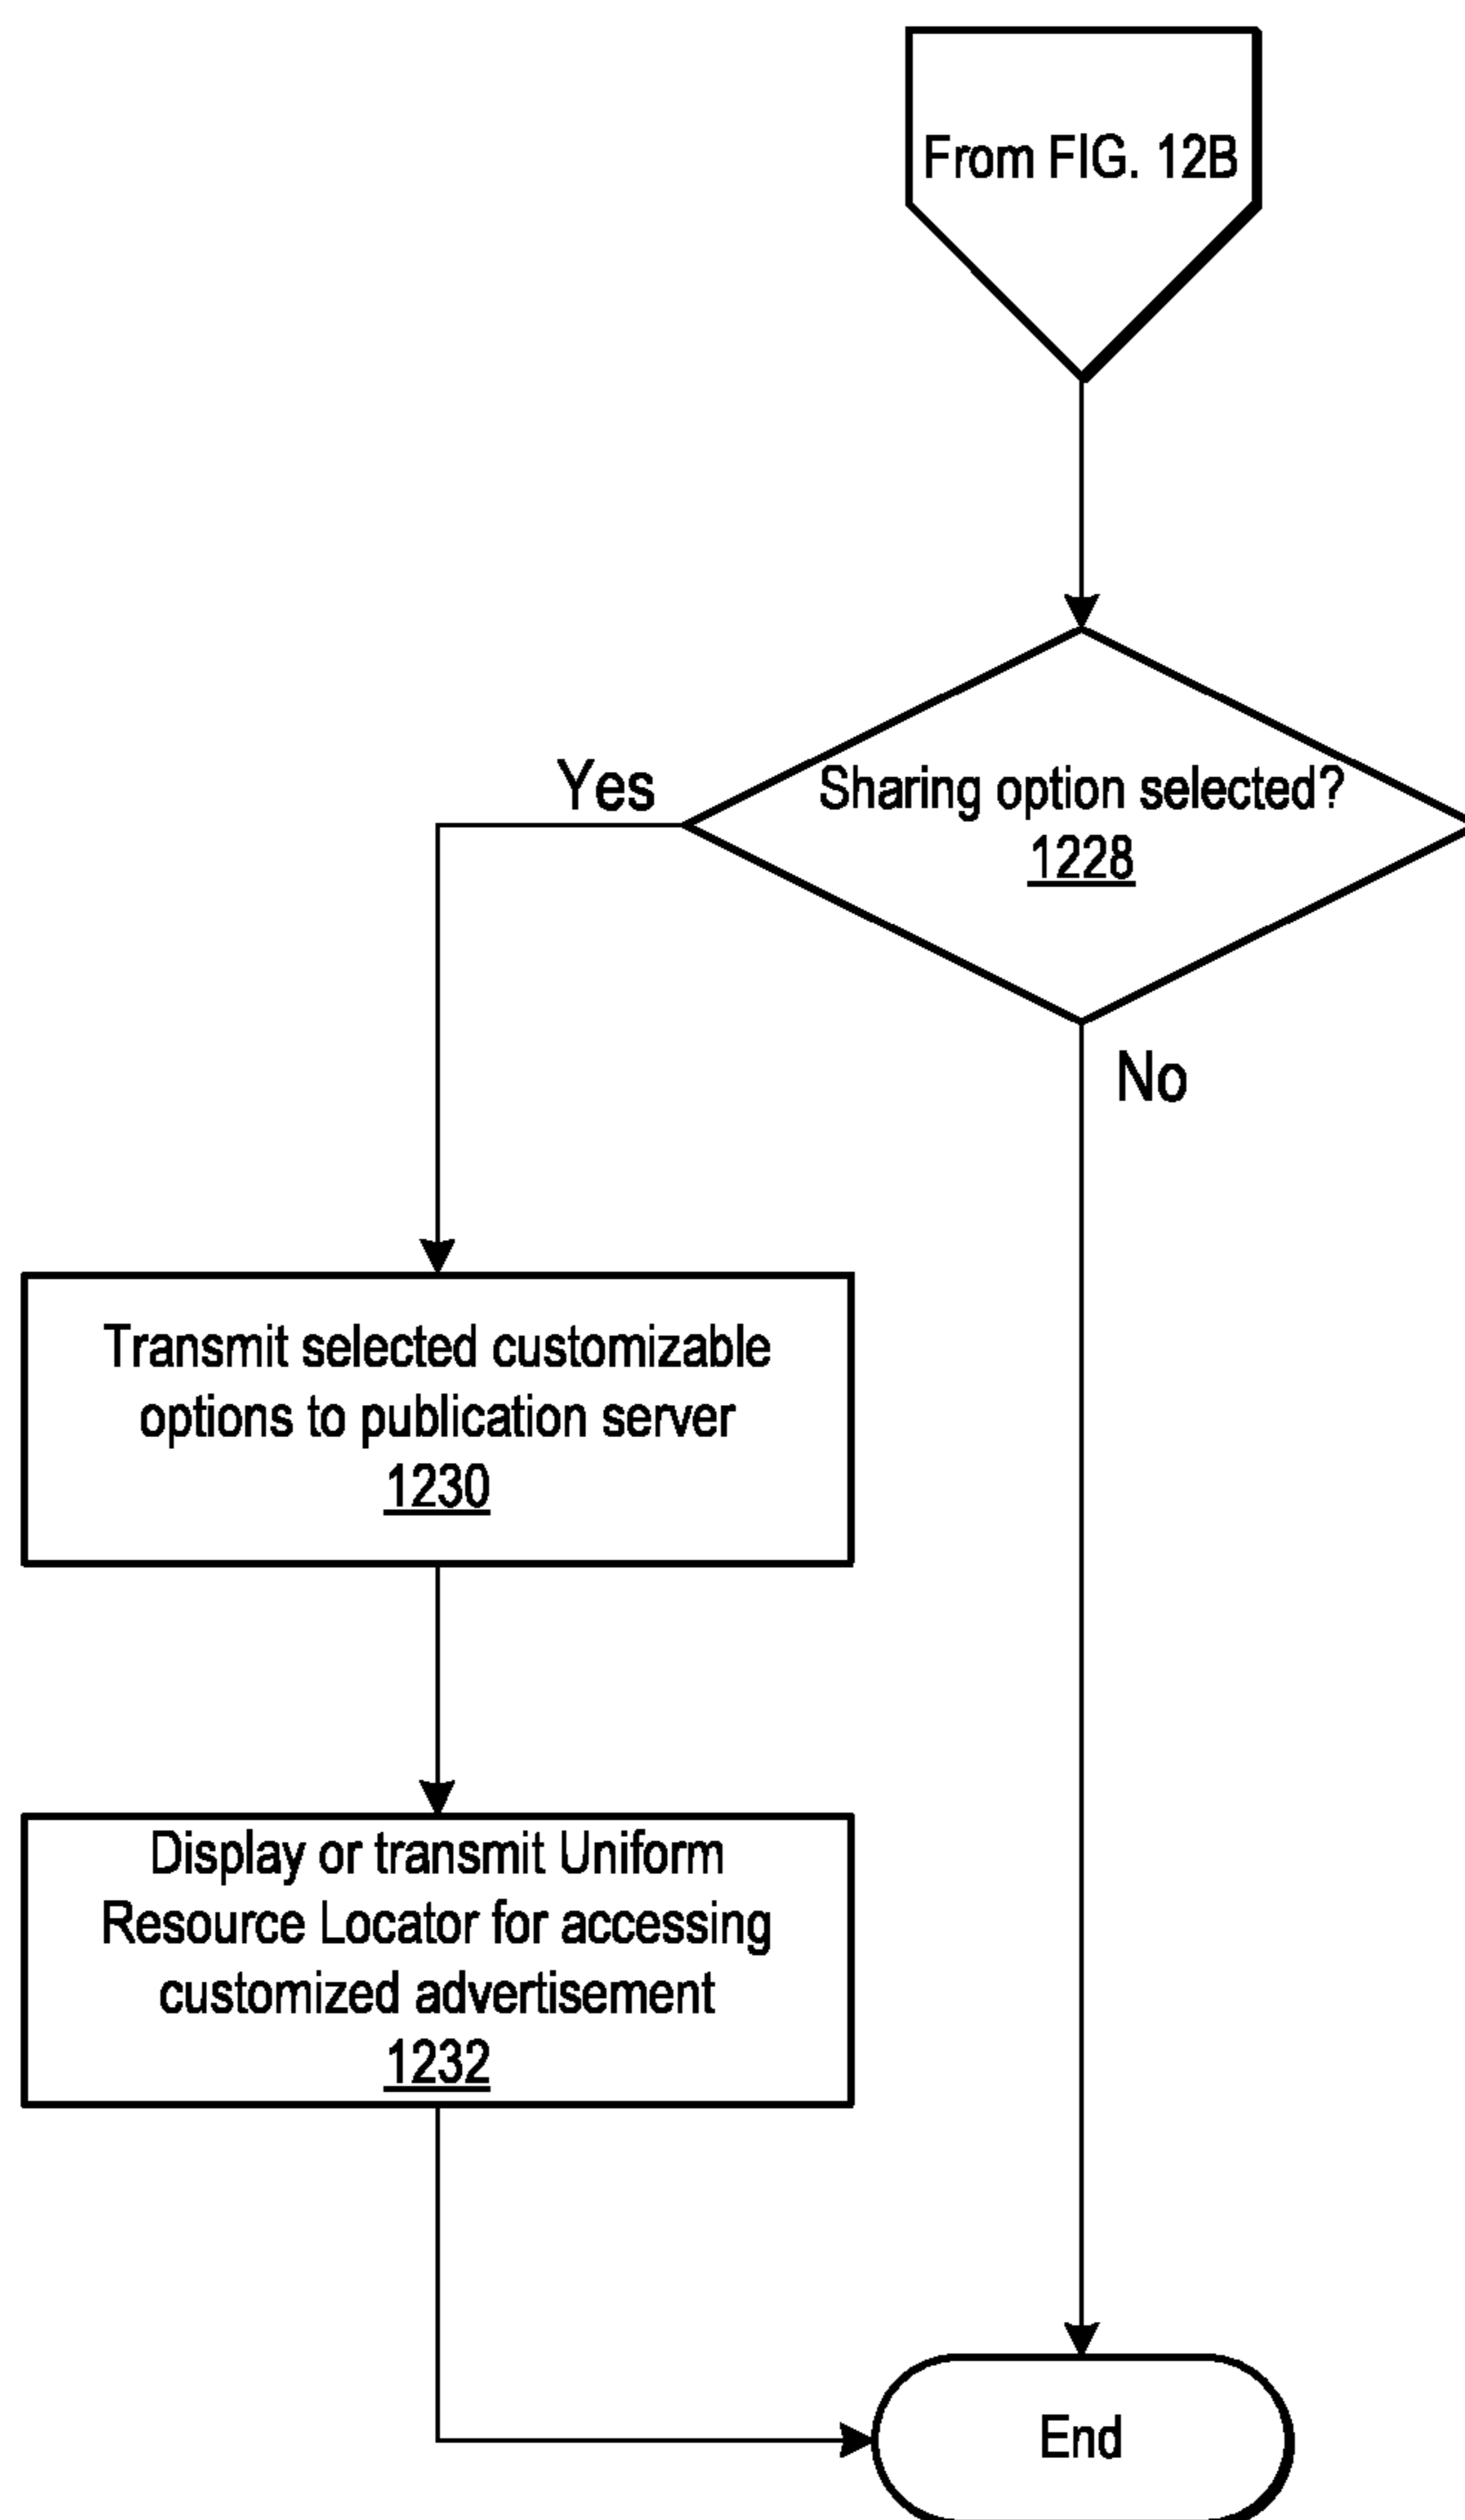 From FIG. 12B
Sharing option selected?
1228
Yes
No
Transmit selected customizable
options to publication server
1230
Display or transmit Uniform
Resource Locator for accessing
customized advertisement
1232
End